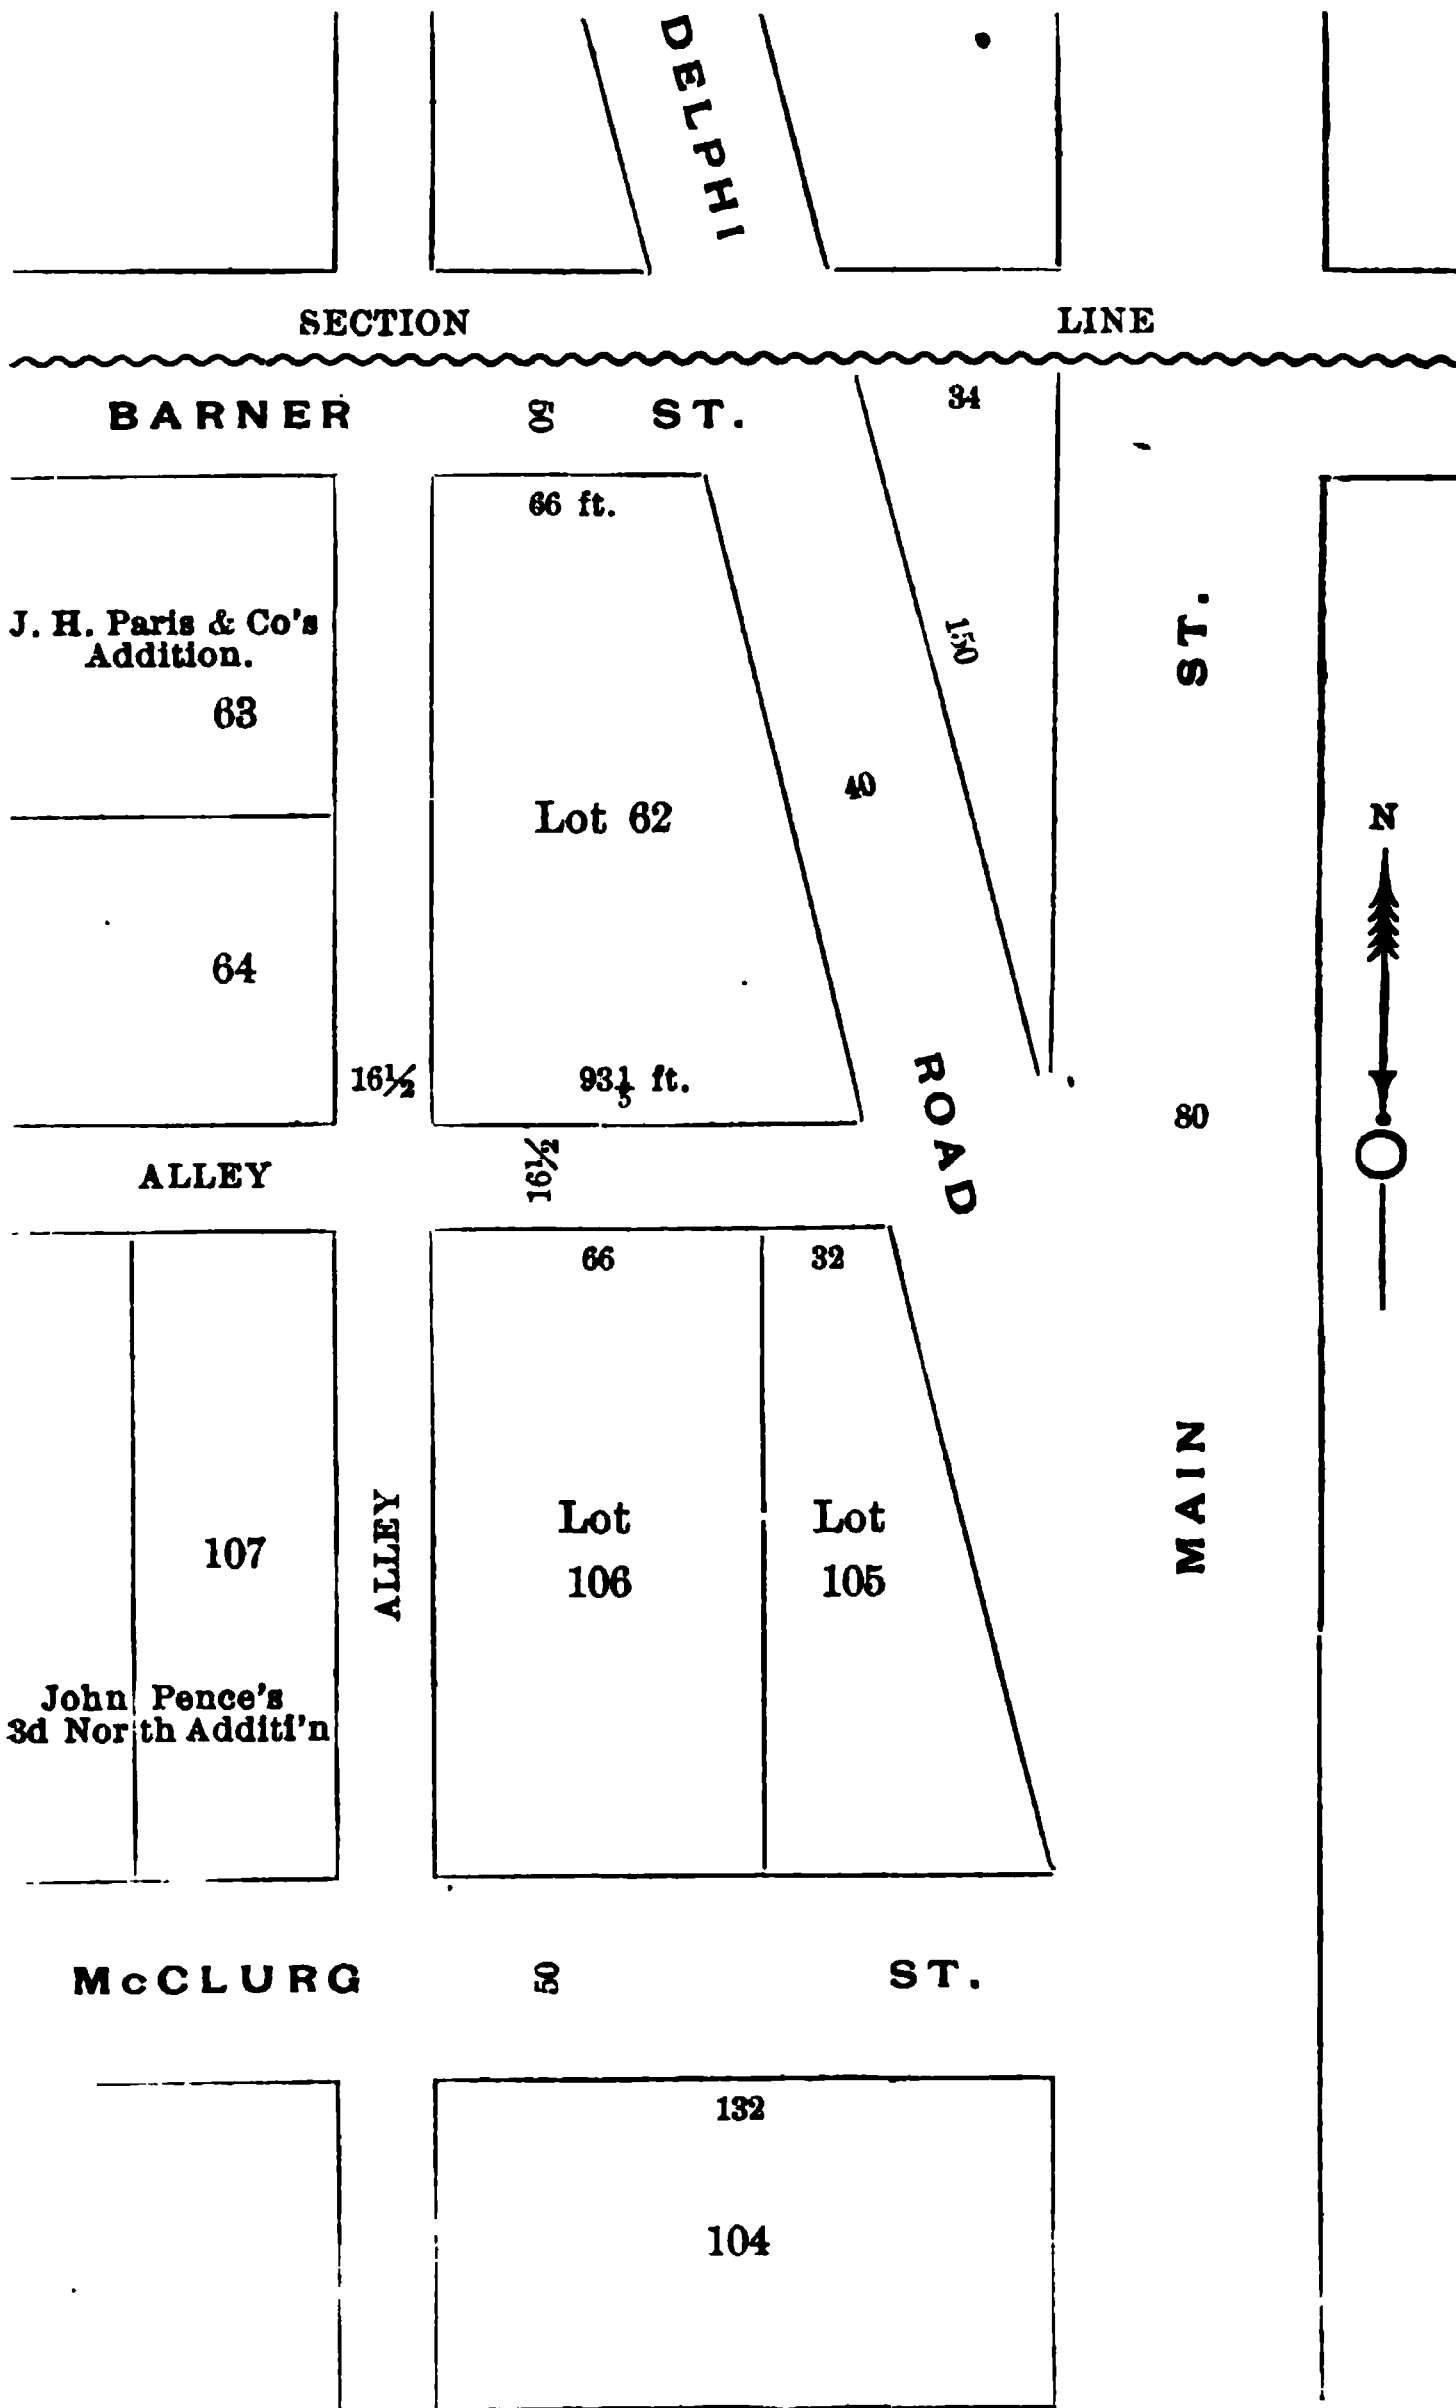 DELPHI
SECTION LINE
34
BARNER 50 ST.
66 ft.
J. H. Paris & Co's
Addition.
ST.
150
63
40
Lot 62
N
64
ROAD
16½
93⅕ ft.
80
16½
ALLEY
66
32
MAIN
ALLEY
Lot
106
Lot
105
107
John Pence's
3d North Additi'n
McCLURG 50 ST.
132
104